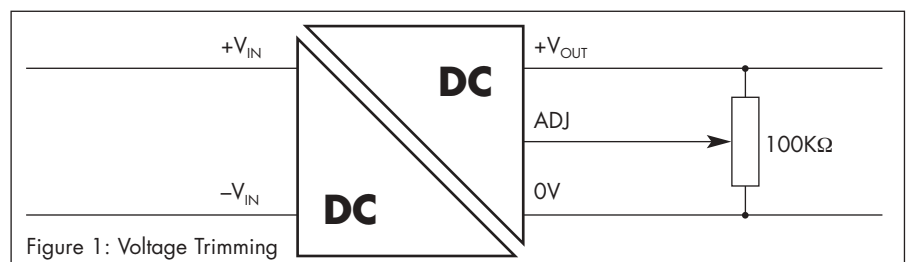 +VIN
+VOUT
DC
ADJ
100KΩ
–VIN
DC
0V
Figure 1: Voltage Trimming